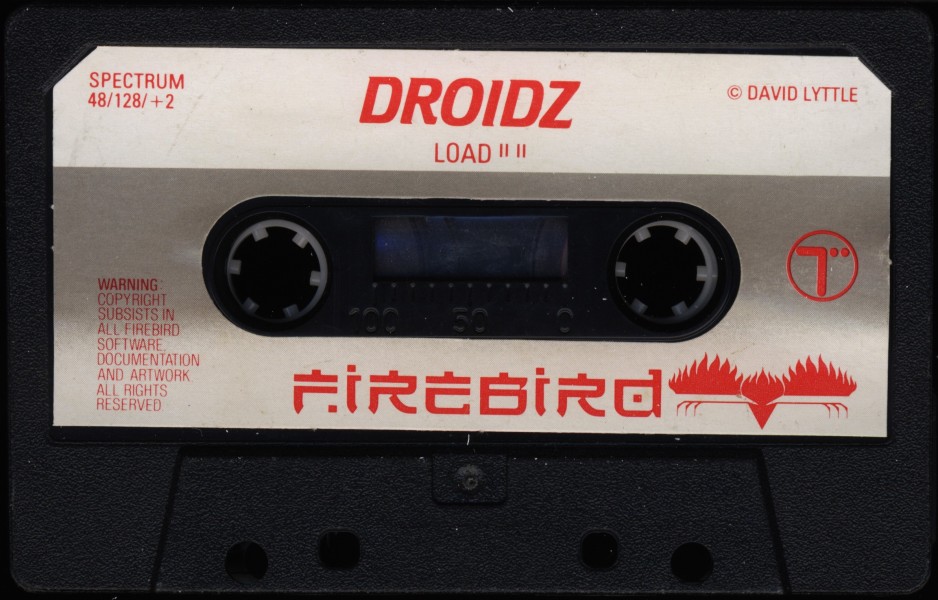 SPECTRUM
48/128/+2
DROIDZ
LOAD " "
© DAVID LYTTLE
100 50 0
WARNING:
COPYRIGHT
SUBSISTS IN
ALL FIREBIRD
SOFTWARE,
DOCUMENTATION
AND ARTWORK
ALL RIGHTS
RESERVED
FIREBIRD